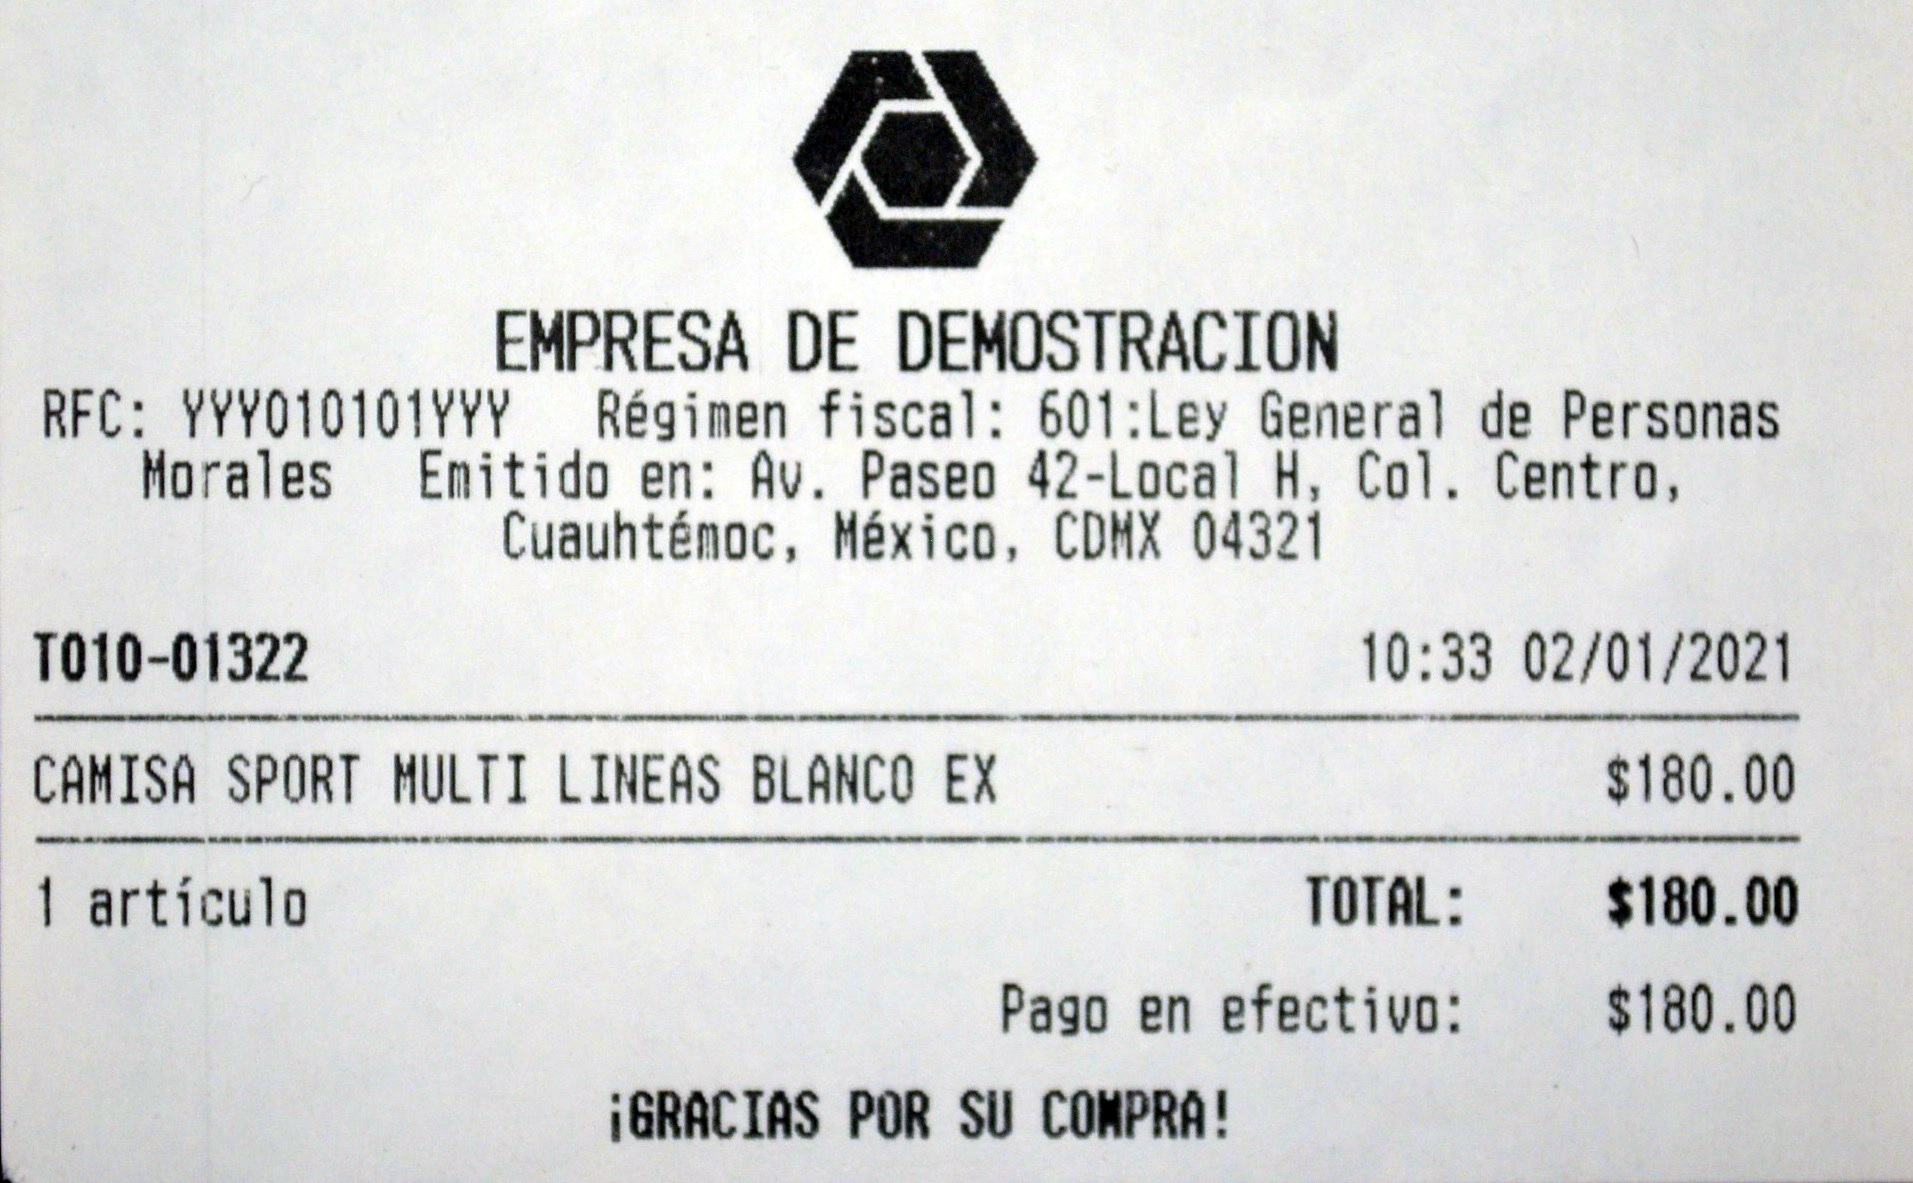 EMPRESA DE DEMOSTRACION
RFC: YYY010101YYY Régimen fiscal: 601:Ley General de Personas
Morales Emitido en: Av. Paseo 42-Local H, Col. Centro,
Cuauhtémoc, México, CDMX 04321
T010-01322 10:33 02/01/2021
CAMISA SPORT MULTI LINEAS BLANCO EX $180.00
1 artículo TOTAL: $180.00
Pago en efectivo: $180.00
¡GRACIAS POR SU COMPRA!